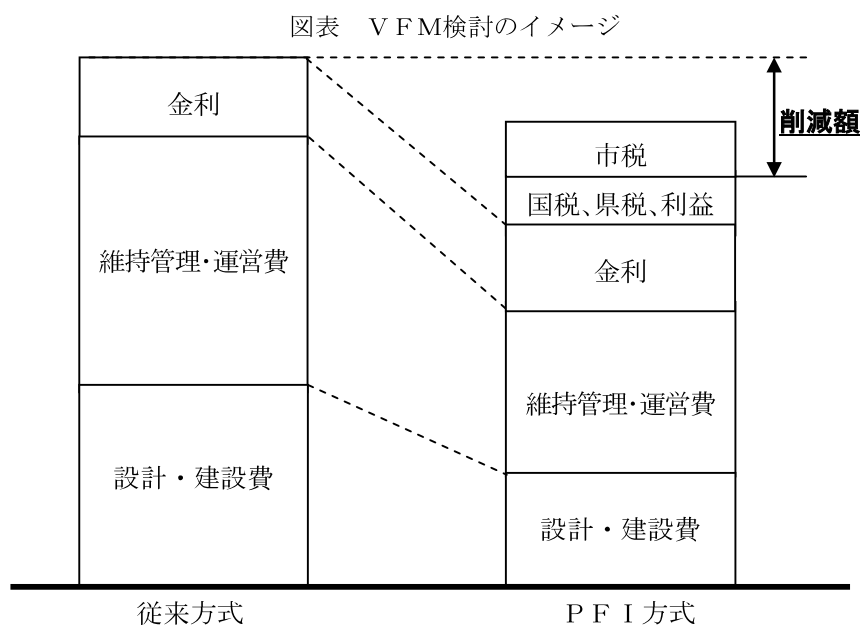 図表　ＶＦＭ検討のイメージ
金利
維持管理・運営費
設計・建設費
従来方式
市税
国税、県税、利益
金利
維持管理・運営費
設計・建設費
ＰＦＩ方式
削減額